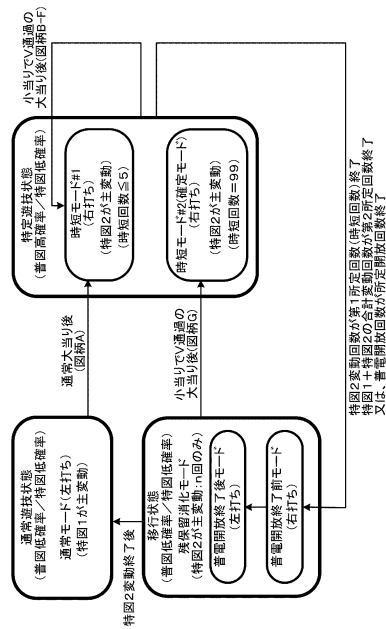 通常遊技状態
(普図低確率/特図低確率)
通常モード(左打ち)
(特図1が主変動)
通常大当り後
(図柄A)
特定遊技状態
(普図高確率/特図低確率)
時短モード#1
(右打ち)
(特図2が主変動)
(時短回数≦5)
時短モード#2(確定モード)
(右打ち)
(特図2が主変動)
(時短回数=99)
小当りでV通過の
大当り後(図柄B-F)
特図2変動終了後
移行状態
(普図低確率/特図低確率)
残保留消化モード
(特図2が主変動:n回のみ)
普電開放終了後モード
(左打ち)
普電開放終了前モード
(右打ち)
小当りでV通過の
大当り後(図柄G)
特図2変動回数が第1所定回数(時短回数)終了
特図1+特図2の合計変動回数が第2所定回数終了
又は、普電開放回数が所定開放回数終了